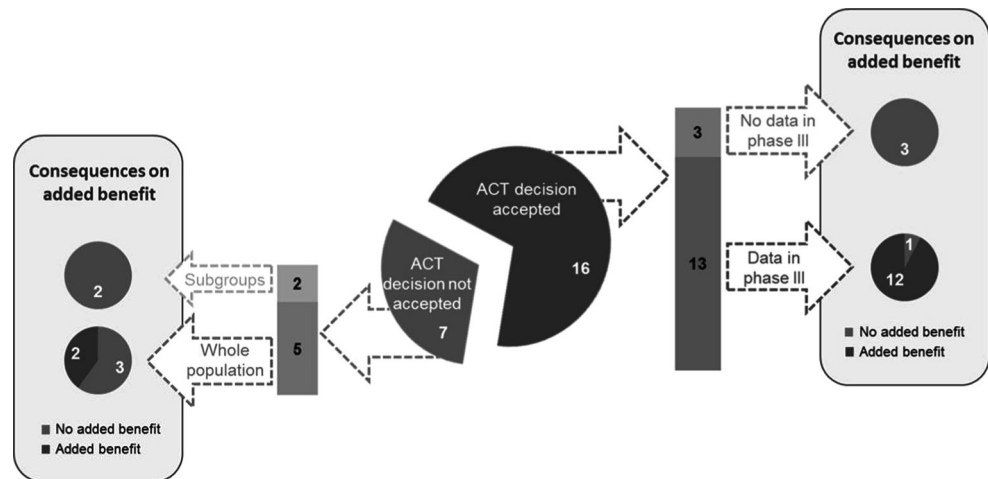 Consequences on
added benefit
2
2
3
No added benefit
Added benefit
Subgroups
Whole
population
2
5
ACT
decision not
accepted
7
ACT decision
accepted
16
3
13
No data in
phase III
Data in
phase III
Consequences on
added benefit
3
1
12
No added benefit
Added benefit